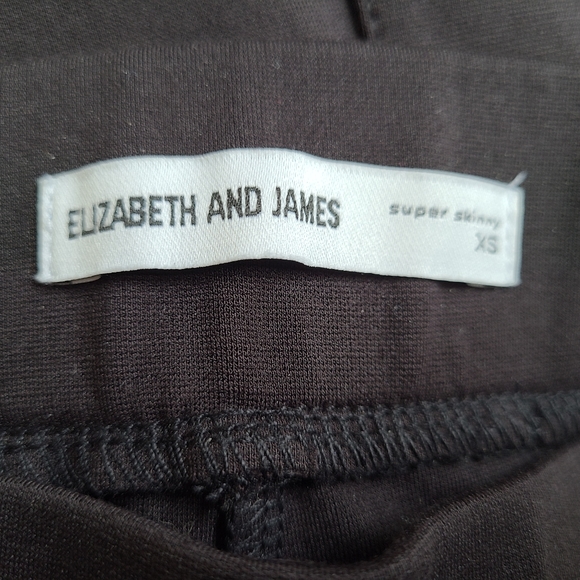 ELIZABETH AND JAMES
super skinny
XS